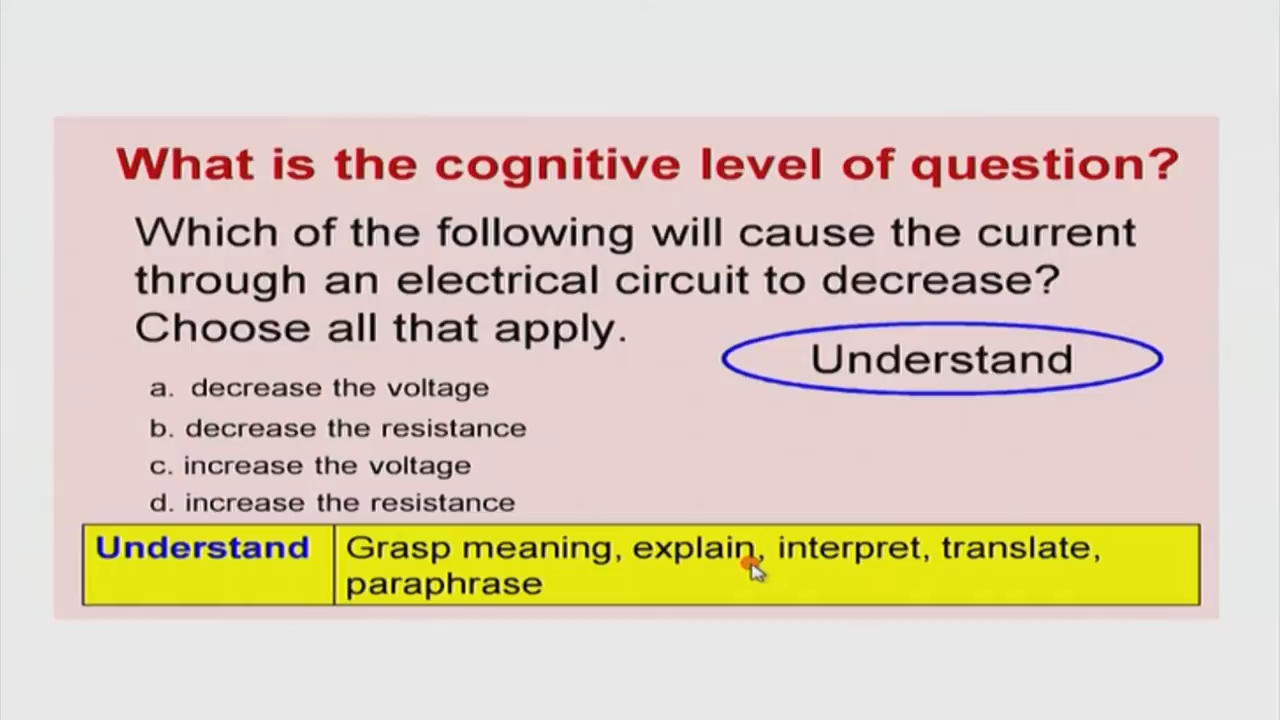 What is the cognitive level of question?
Which of the following will cause the current
through an electrical circuit to decrease?
Choose all that apply.
Understand
a. decrease the voltage
b. decrease the resistance
c. increase the voltage
d. increase the resistance
Understand
Grasp meaning, explain, interpret, translate,
paraphrase